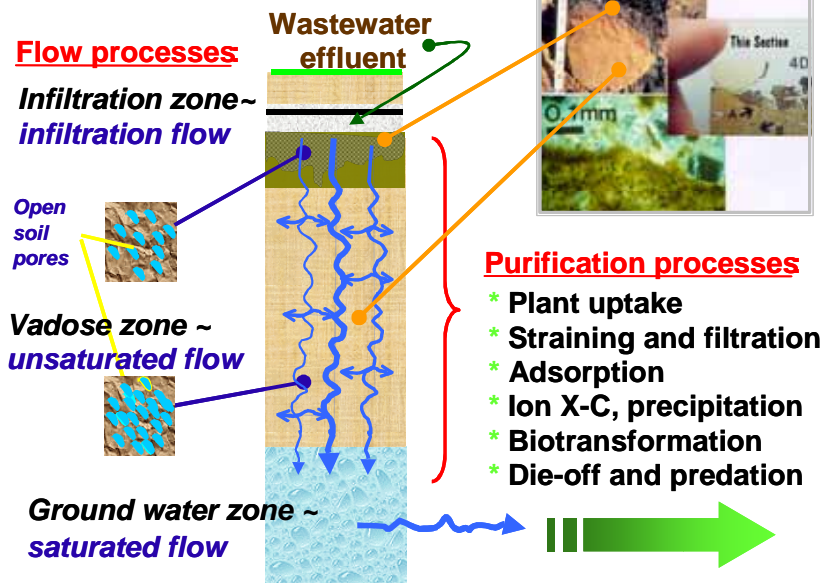 Wastewater
effluent
Flow processes:
Infiltration zone~
infiltration flow
Open
soil
pores
Vadose zone ~
unsaturated flow
Ground water zone ~
saturated flow
Thin Section
4D
0.1mm
A
Purification processes:
* Plant uptake
* Straining and filtration
* Adsorption
* Ion X-C, precipitation
* Biotransformation
* Die-off and predation